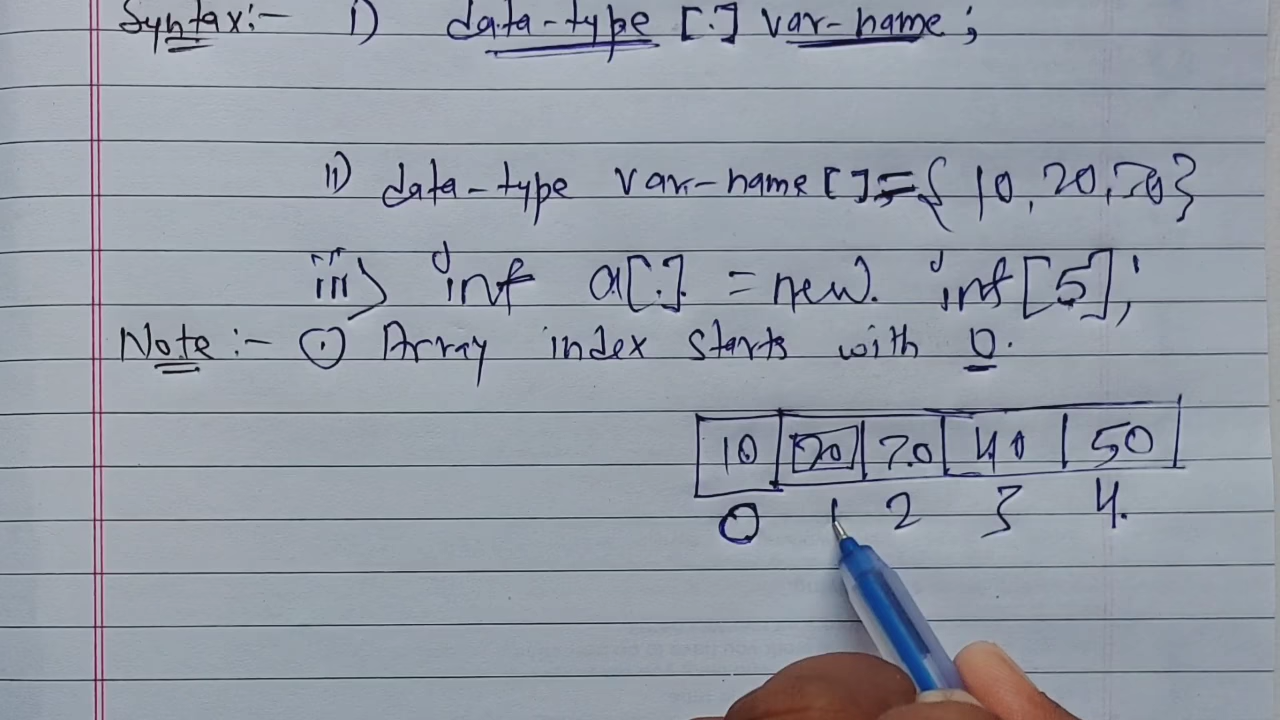 Syntax:- i) data-type [.] var-name;
ii) data-type var-name[]={ 10, 20, 30}
iii) int a[.] = new. int[5];
Note:- (1) Array index starts with 0.
10 20 30 40 50
0 1 2 3 4.